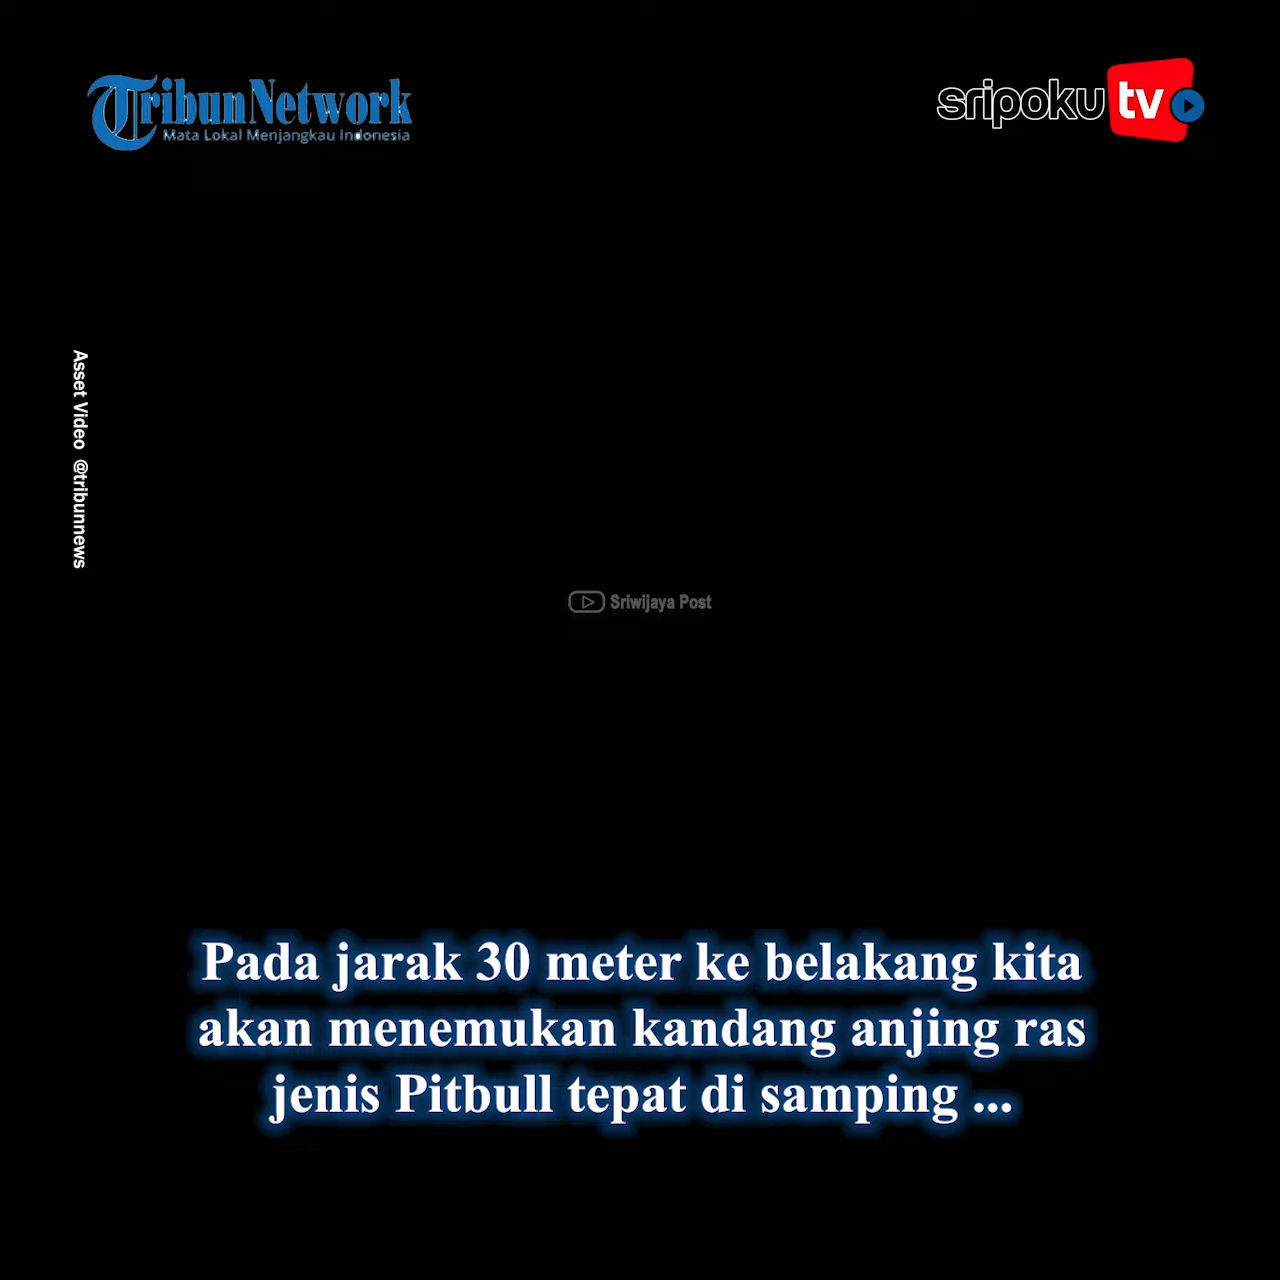 TribunNetwork
Mata Lokal Menjangkau Indonesia
sripoku tv
Asset Video @tribunnews
Sriwijaya Post
Pada jarak 30 meter ke belakang kita
akan menemukan kandang anjing ras
jenis Pitbull tepat di samping ...